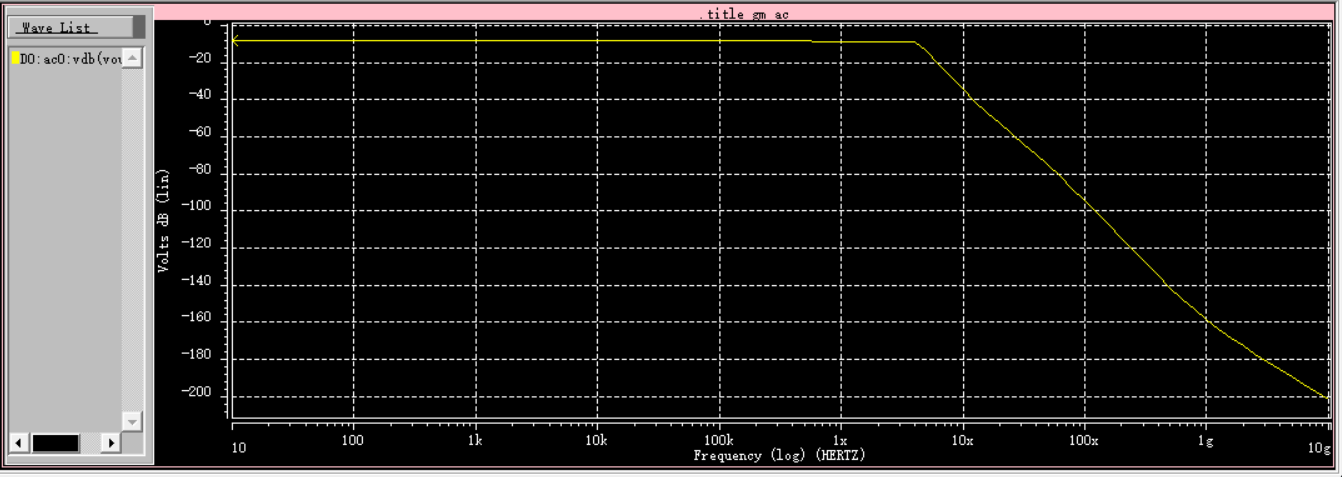 .title gm ac
Wave List
D0:ac0:vdb(vou
0
-20
-40
-60
-80
-100
-120
-140
-160
-180
-200
Volts dB (lin)
10
100
1k
10k
100k
1x
10x
100x
1g
10g
Frequency (log) (HERTZ)